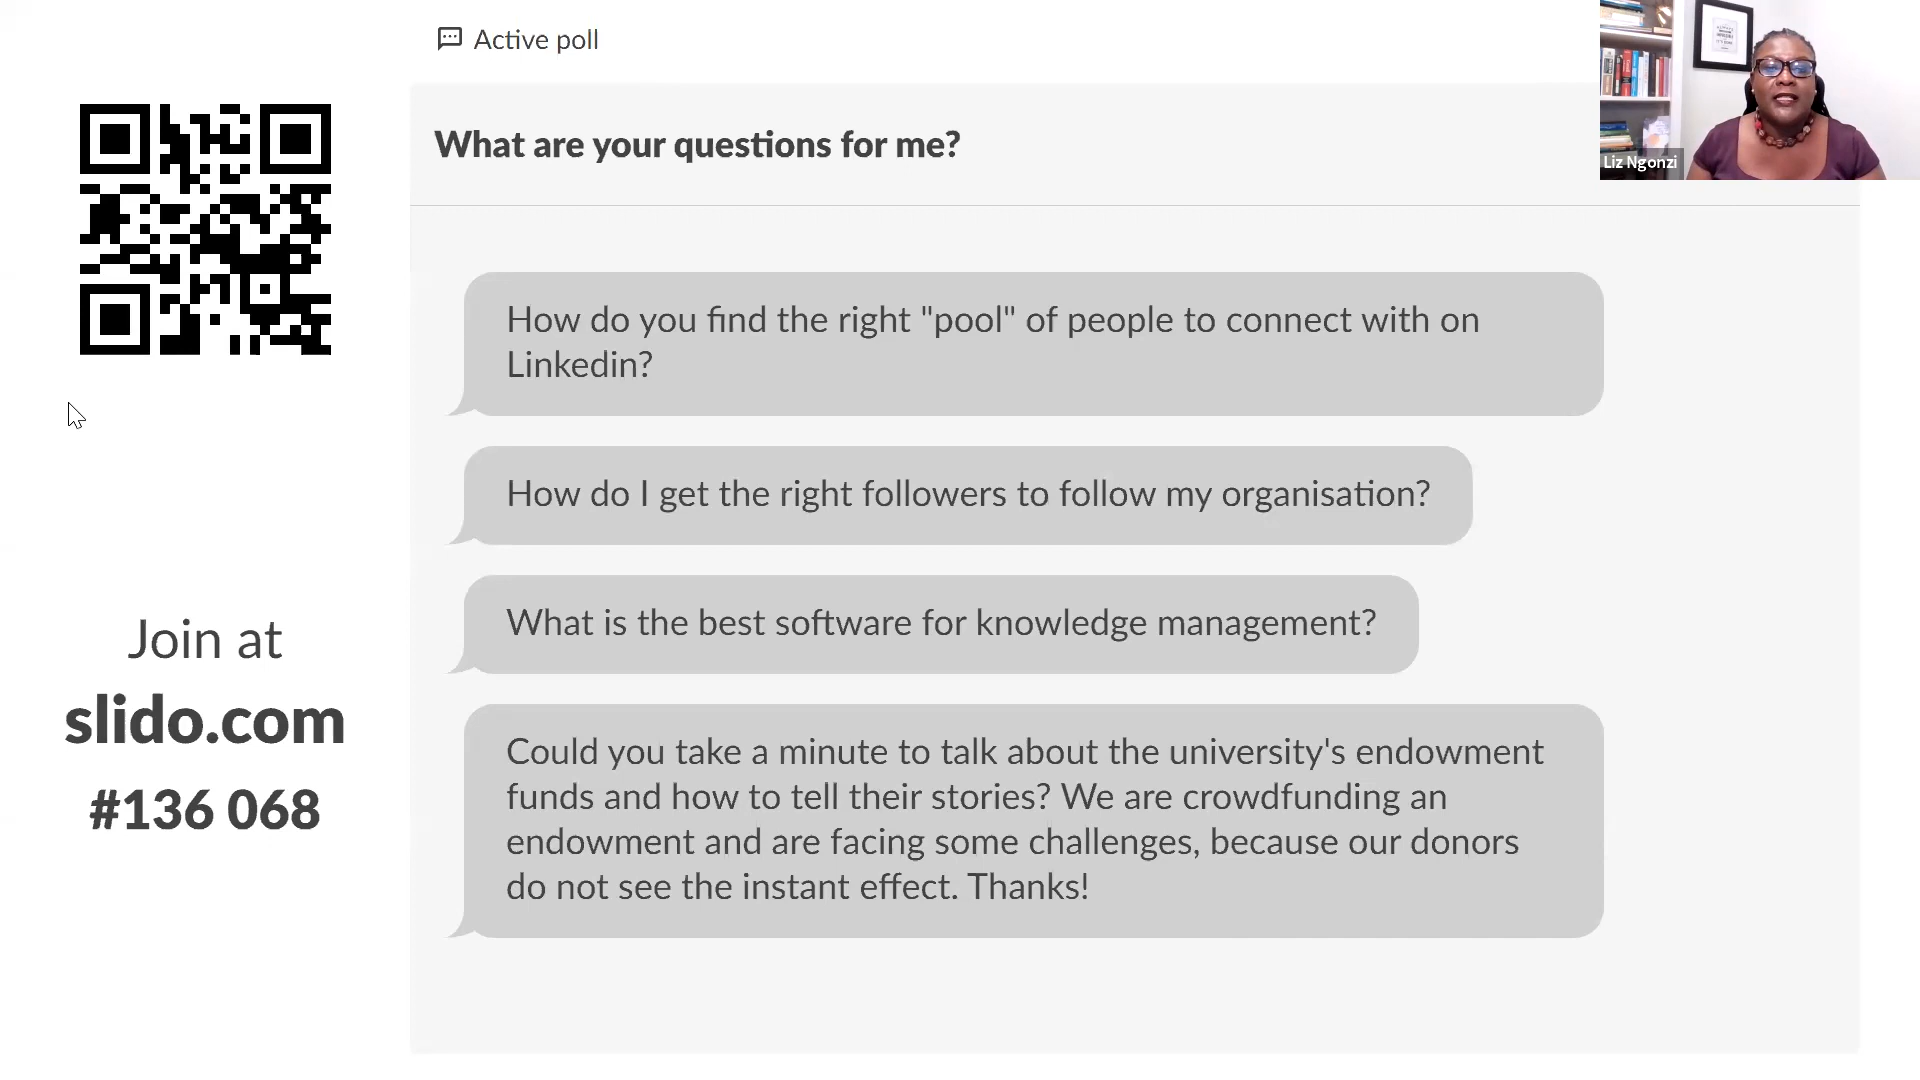 Active poll
What are your questions for me?
How do you find the right "pool" of people to connect with on
Linkedin?
How do I get the right followers to follow my organisation?
What is the best software for knowledge management?
Could you take a minute to talk about the university's endowment
funds and how to tell their stories? We are crowdfunding an
endowment and are facing some challenges, because our donors
do not see the instant effect. Thanks!
Join at
slido.com
#136 068
Liz Ngonzi